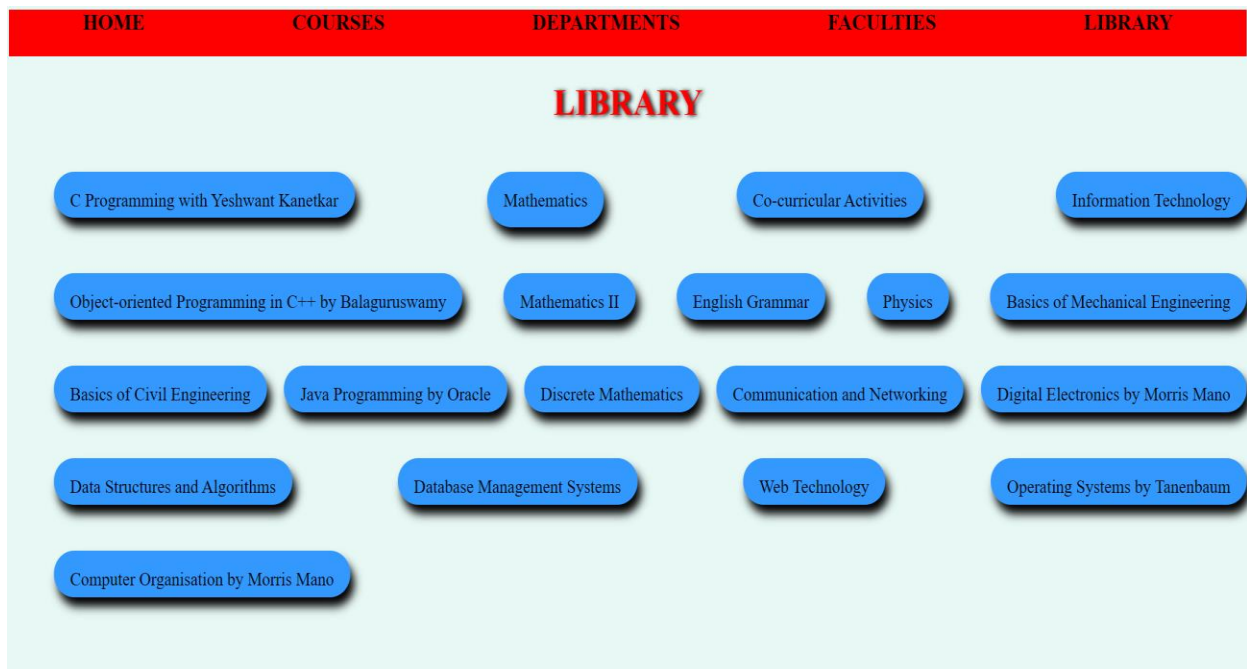 HOME COURSES DEPARTMENTS FACULTIES LIBRARY
LIBRARY
C Programming with Yeshwant Kanetkar Mathematics Co-curricular Activities Information Technology
Object-oriented Programming in C++ by Balaguruswamy Mathematics II English Grammar Physics Basics of Mechanical Engineering
Basics of Civil Engineering Java Programming by Oracle Discrete Mathematics Communication and Networking Digital Electronics by Morris Mano
Data Structures and Algorithms Database Management Systems Web Technology Operating Systems by Tanenbaum
Computer Organisation by Morris Mano